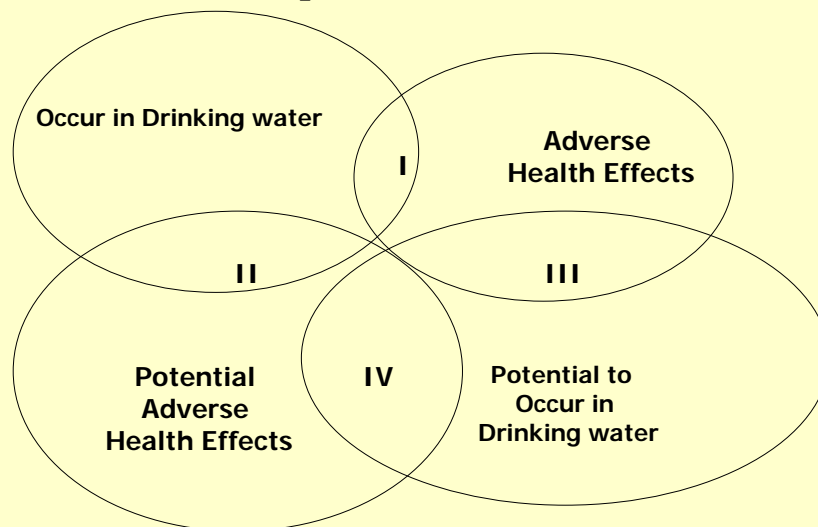 Occur in Drinking water
Adverse
Health Effects
I
II
III
Potential
Adverse
Health Effects
IV
Potential to
Occur in
Drinking water